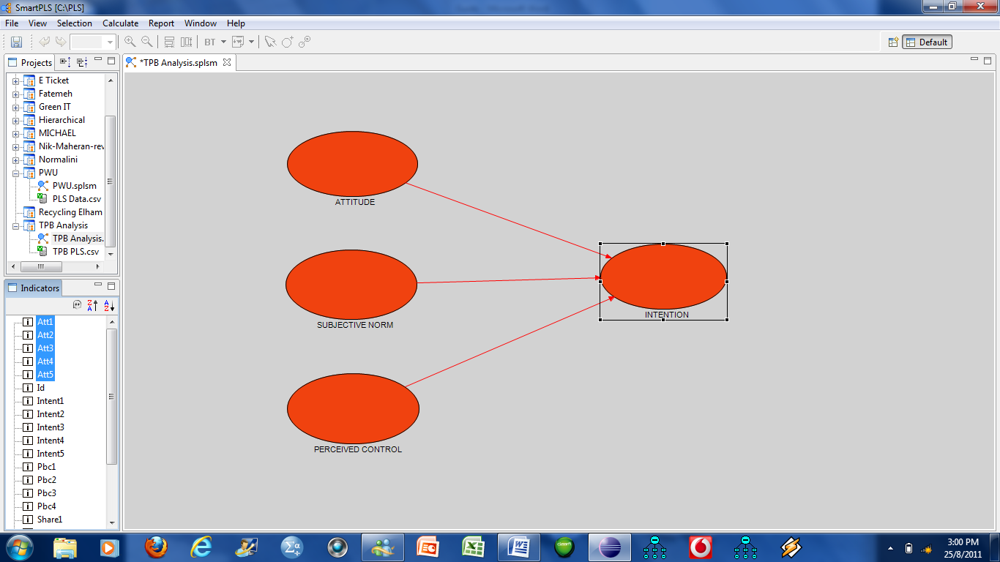 SmartPLS [C:\PLS]
File View Selection Calculate Report Window Help
BT
Default
Projects
*TPB Analysis.splsm
E Ticket
Fatemeh
Green IT
Hierarchical
MICHAEL
Nik-Maheran-rev
Normalini
PWU
PWU.splsm
PLS Data.csv
Recycling Elham
TPB Analysis
TPB Analysis.
TPB PLS.csv
ATTITUDE
SUBJECTIVE NORM
PERCEIVED CONTROL
INTENTION
Indicators
Att1
Att2
Att3
Att4
Att5
Id
Intent1
Intent2
Intent3
Intent4
Intent5
Pbc1
Pbc2
Pbc3
Pbc4
Share1
3:00 PM
25/8/2011